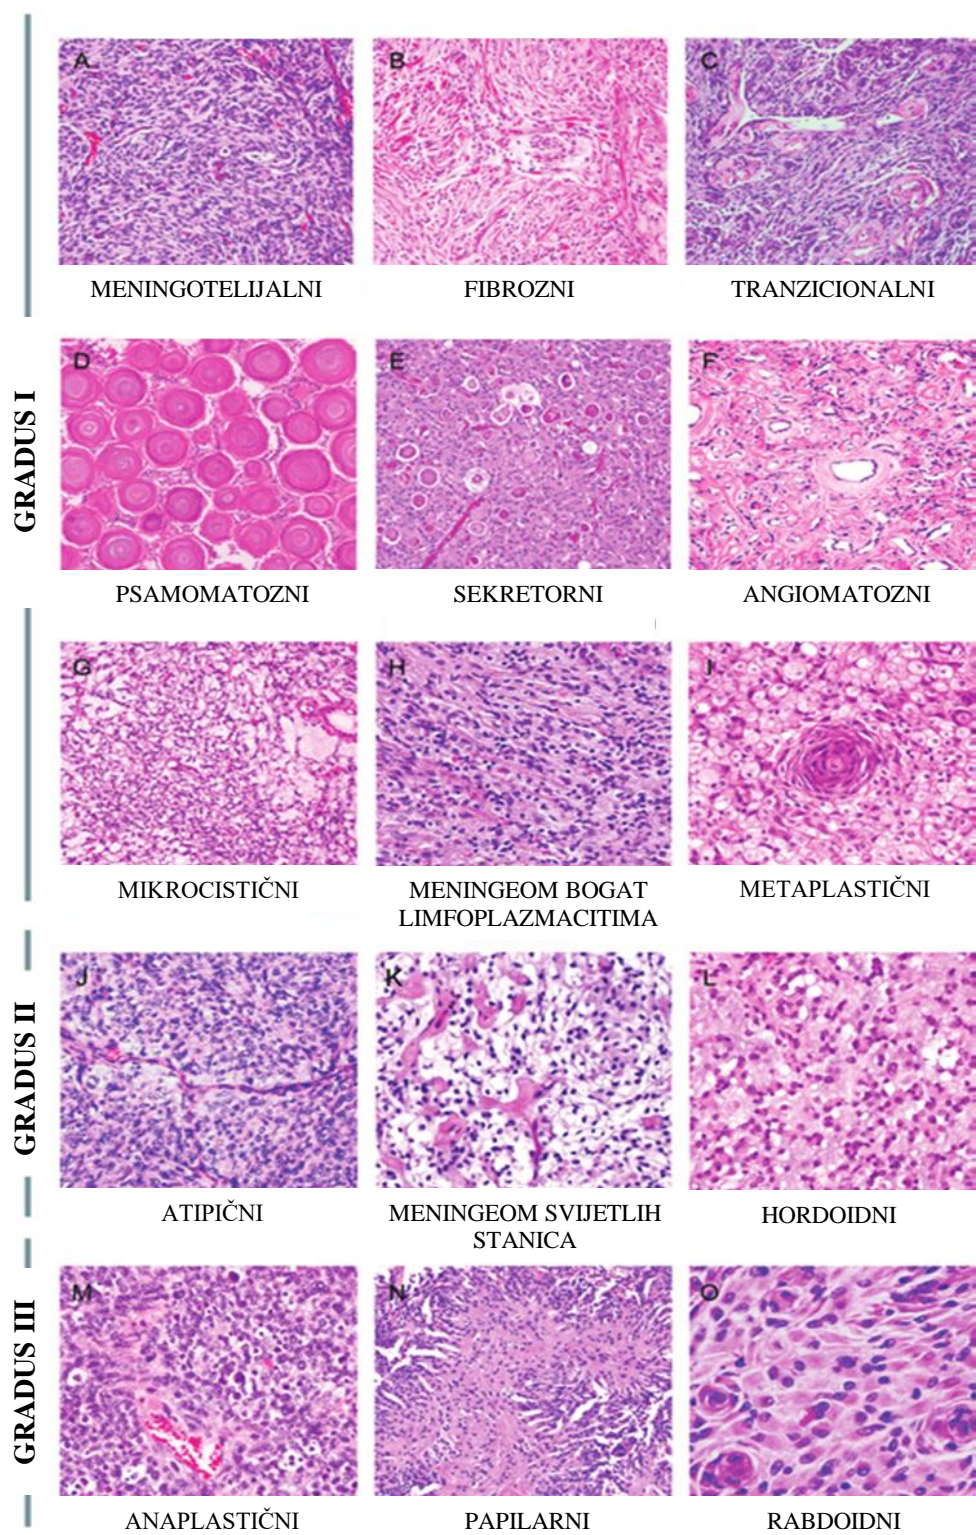 A
B
C
MENINGOTELIJALNI
FIBROZNI
TRANZICIONALNI
GRADUS I
D
E
F
PSAMOMATOZNI
SEKRETORNI
ANGIOMATOZNI
G
H
I
MIKROCISTIČNI
MENINGEOM BOGAT
LIMFOPLAZMACITIMA
METAPLASTIČNI
GRADUS II
J
K
L
ATIPIČNI
MENINGEOM SVIJETLIH
STANICA
HORDOIDNI
GRADUS III
M
N
O
ANAPLASTIČNI
PAPILARNI
RABDOIDNI